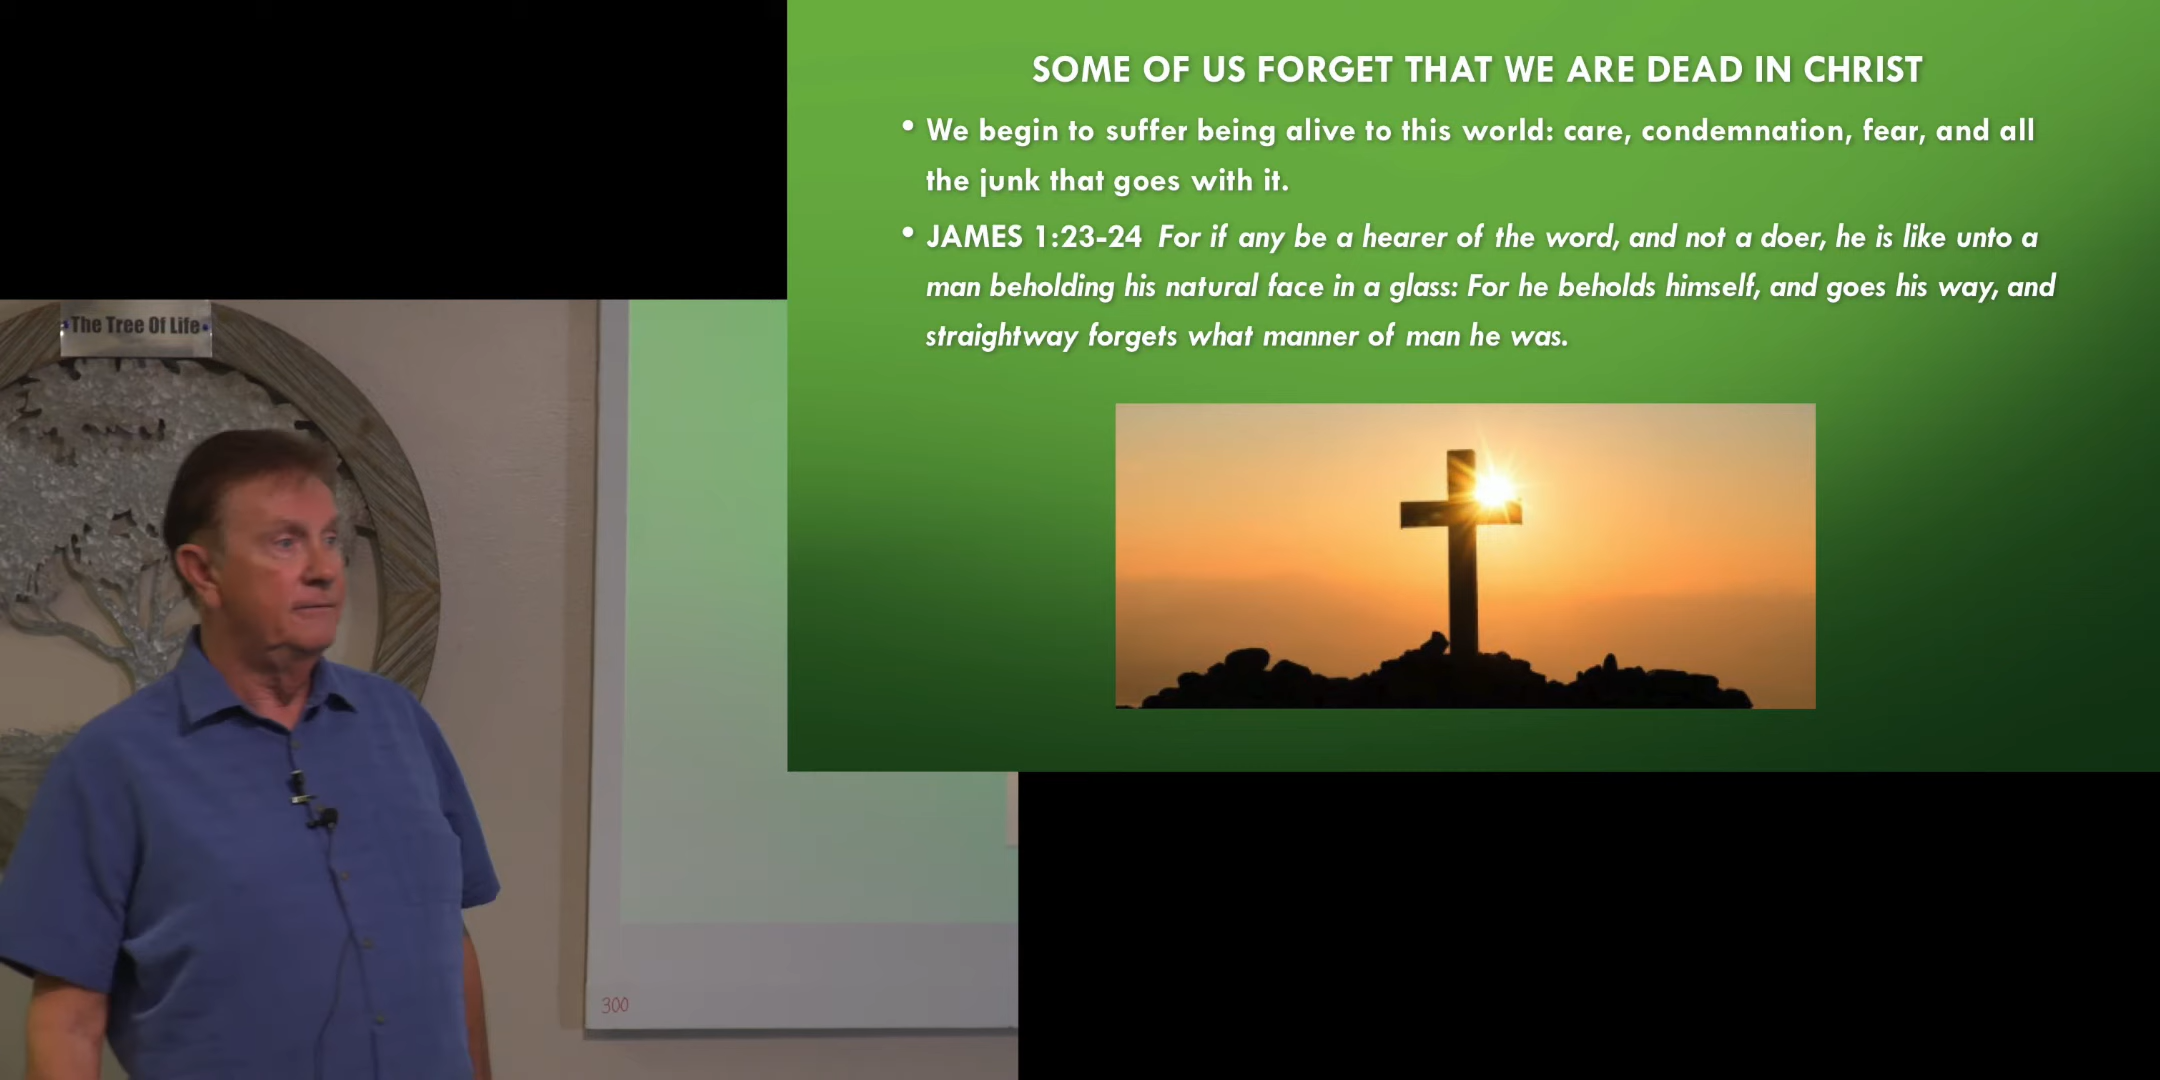 SOME OF US FORGET THAT WE ARE DEAD IN CHRIST
• We begin to suffer being alive to this world: care, condemnation, fear, and all
the junk that goes with it.
• JAMES 1:23-24 For if any be a hearer of the word, and not a doer, he is like unto a
man beholding his natural face in a glass: For he beholds himself, and goes his way, and
straightway forgets what manner of man he was.
•The Tree Of Life•
300